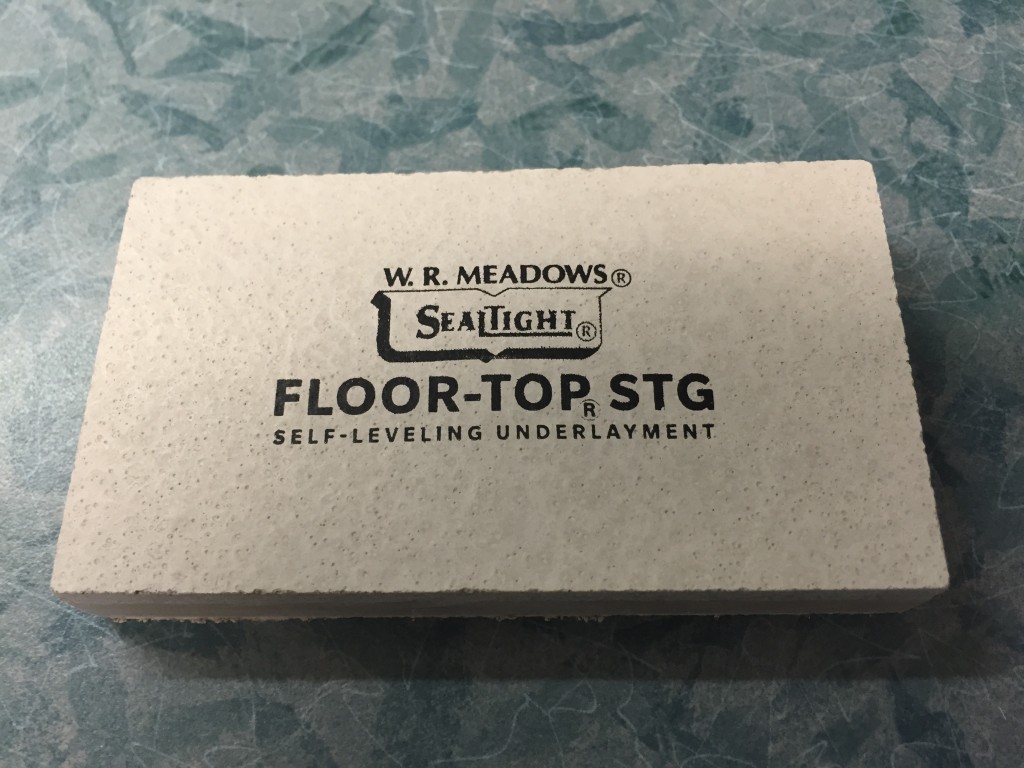 W. R. MEADOWS®
SEALTIGHT®
FLOOR-TOP® STG
SELF-LEVELING UNDERLAYMENT